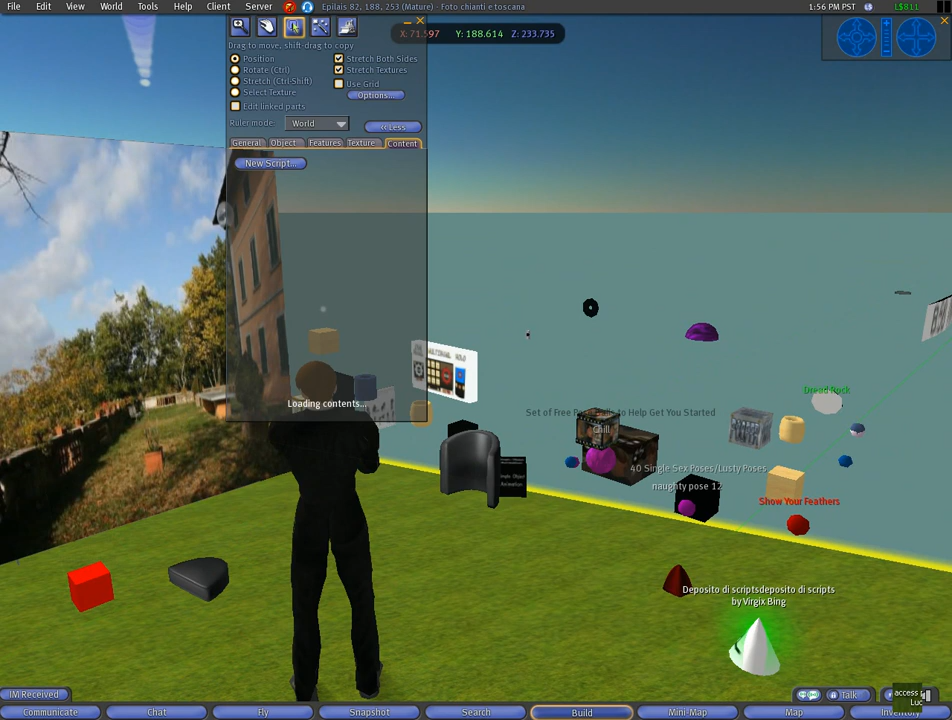 File Edit View World Tools Help Client Server
Epilais 82, 188, 253 (Mature) - Foto chianti e toscana
1:56 PM PST
L$811
X: 71.597 Y: 188.614 Z: 233.735
Drag to move, shift-drag to copy
Position
Rotate (Ctrl)
Stretch (Ctrl-Shift)
Select Texture
Edit linked parts
Stretch Both Sides
Stretch Textures
Use Grid
Options...
Ruler mode: World
<< Less
General Object Features Texture Content
New Script...
Loading contents...
Dread Rock
Set of Free
to Help Get You Started
Chill
40 Single Sex Poses/Lusty Poses
naughty pose 12
Show Your Feathers
Deposito di scriptsdeposito di scripts
by Virgix Bing
IM Received
Talk
access
Luc
Communicate Chat Fly Snapshot Search Build Mini-Map Map Inventory